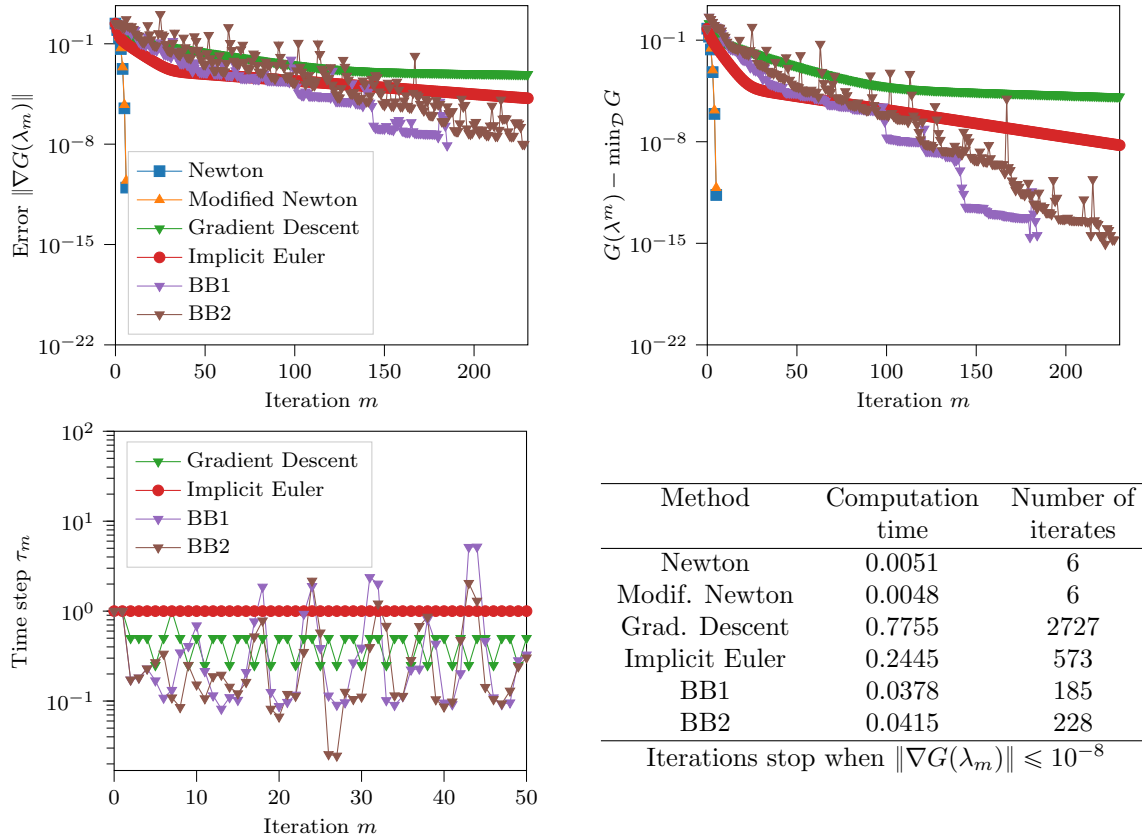 Error ‖∇G(λ_m)‖
10^−1
10^−8
10^−15
10^−22
Newton
Modified Newton
Gradient Descent
Implicit Euler
BB1
BB2
0 50 100 150 200
Iteration m
G(λ^m) − min_𝒟 G
10^−1
10^−8
10^−15
10^−22
0 50 100 150 200
Iteration m
Time step τ_m
10^2
10^1
10^0
10^−1
Gradient Descent
Implicit Euler
BB1
BB2
0 10 20 30 40 50
Iteration m
Method Computation Number of
time iterates
Newton 0.0051 6
Modif. Newton 0.0048 6
Grad. Descent 0.7755 2727
Implicit Euler 0.2445 573
BB1 0.0378 185
BB2 0.0415 228
Iterations stop when ‖∇G(λ_m)‖ ⩽ 10^−8